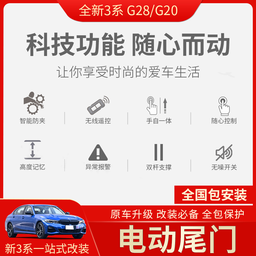 全新3系 G28/G20
科技功能 随心而动
让你享受时尚的爱车生活
智能防夹 无线遥控 手自一体 随心控制
高度记忆 异常报警 双杆支撑 无噪开关
全国包安装
原车升级 改装必备 全包保护
新3系一站式改装
电动尾门